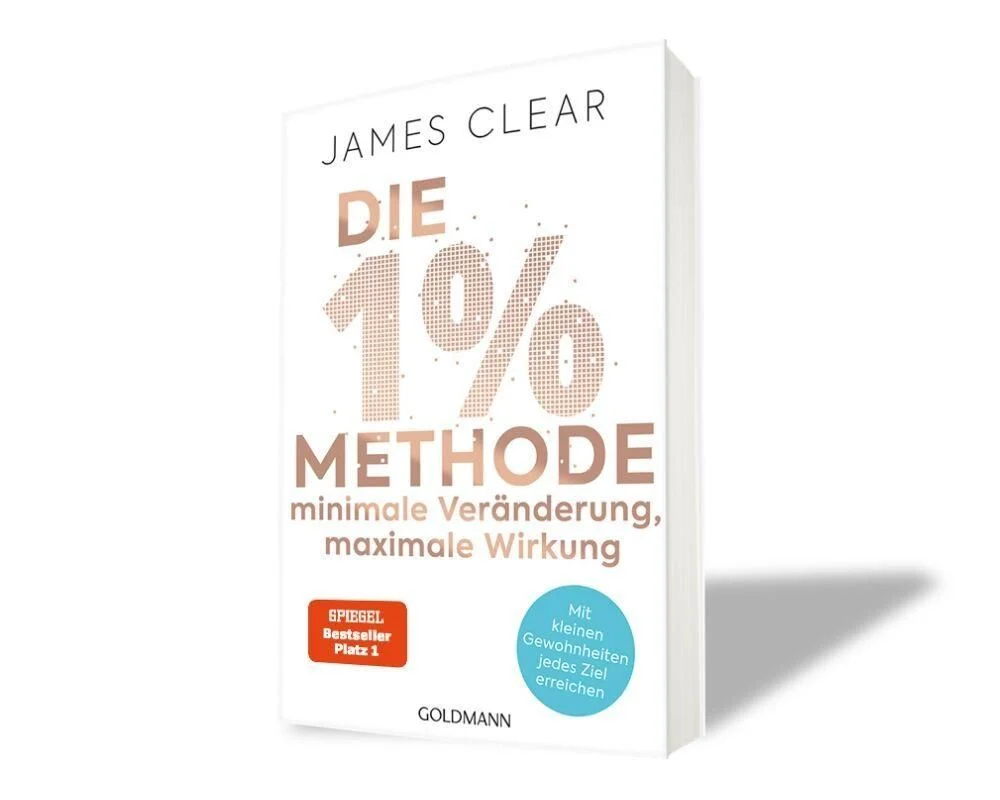 JAMES CLEAR
DIE
1%
METHODE
minimale Veränderung,
maximale Wirkung
SPIEGEL
Bestseller
Platz 1
Mit
kleinen
Gewohnheiten
jedes Ziel
erreichen
GOLDMANN